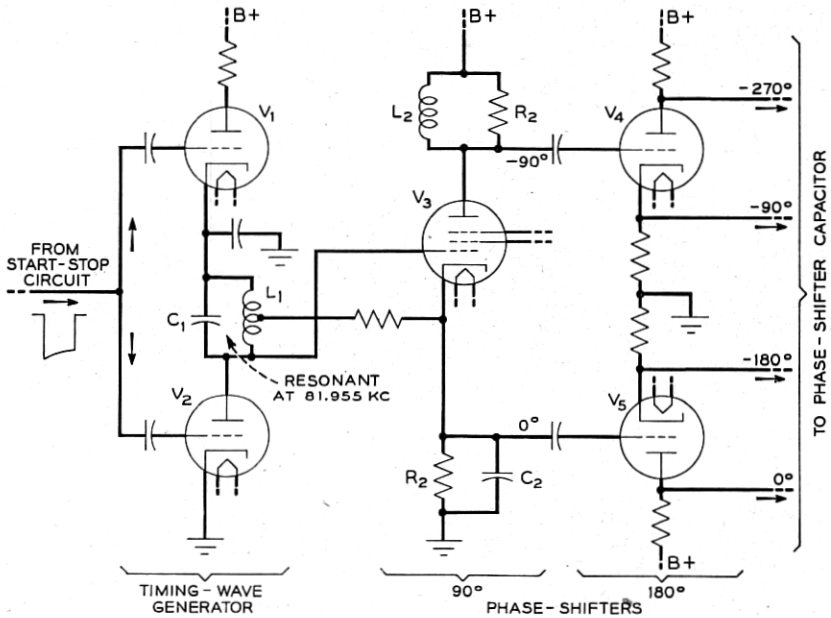 B+
B+
B+
V1
V4
-270°
L2
R2
-90°
V3
-90°
FROM
START-STOP
CIRCUIT
L1
C1
RESONANT
AT 81.955 KC
-180°
V2
V5
0°
R2
C2
0°
B+
TIMING-WAVE
GENERATOR
90°
180°
PHASE-SHIFTERS
TO PHASE-SHIFTER CAPACITOR